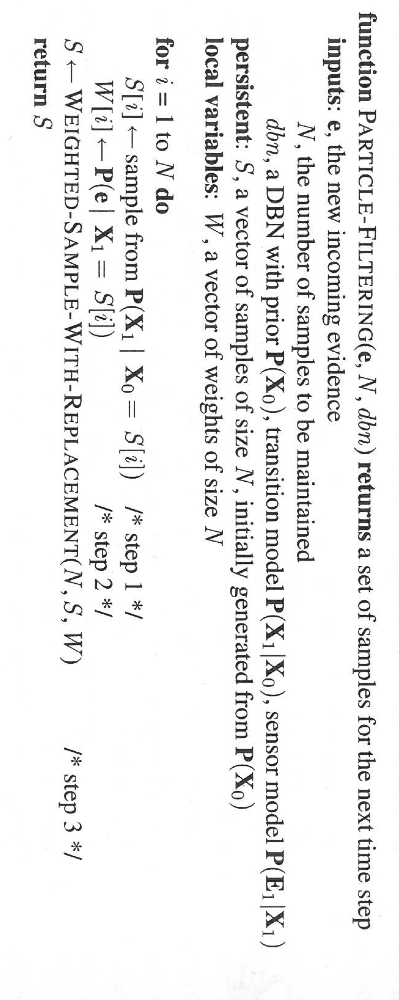 function PARTICLE-FILTERING(e, N, dbn) returns a set of samples for the next time step
inputs: e, the new incoming evidence
N, the number of samples to be maintained
dbn, a DBN with prior P(X₀), transition model P(X₁|X₀), sensor model P(E₁|X₁)
persistent: S, a vector of samples of size N, initially generated from P(X₀)
local variables: W, a vector of weights of size N
for i = 1 to N do
S[i] ← sample from P(X₁ | X₀ = S[i]) /* step 1 */
W[i] ← P(e | X₁ = S[i]) /* step 2 */
S ← WEIGHTED-SAMPLE-WITH-REPLACEMENT(N, S, W) /* step 3 */
return S